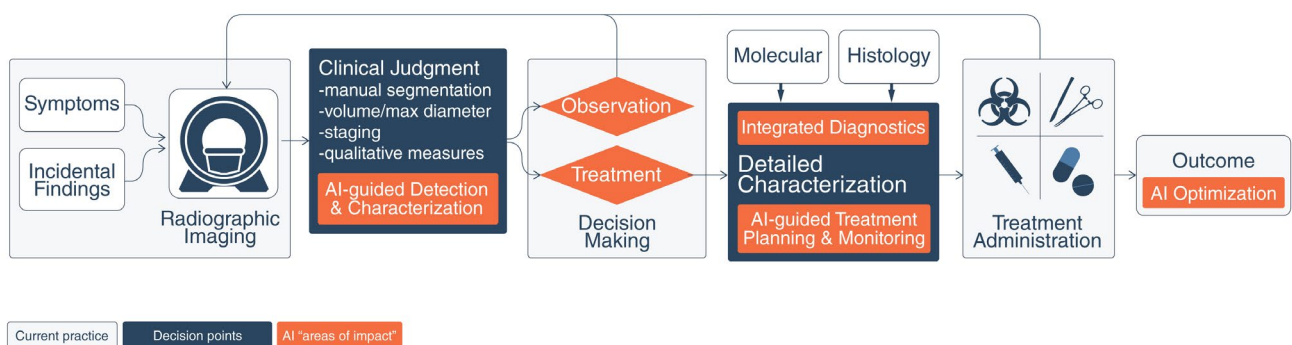 Symptoms
Incidental
Findings
Radiographic
Imaging
Clinical Judgment
-manual segmentation
-volume/max diameter
-staging
-qualitative measures
AI-guided Detection
& Characterization
Observation
Treatment
Decision
Making
Molecular
Histology
Integrated Diagnostics
Detailed
Characterization
AI-guided Treatment
Planning & Monitoring
Treatment
Administration
Outcome
AI Optimization
Current practice
Decision points
AI “areas of impact”